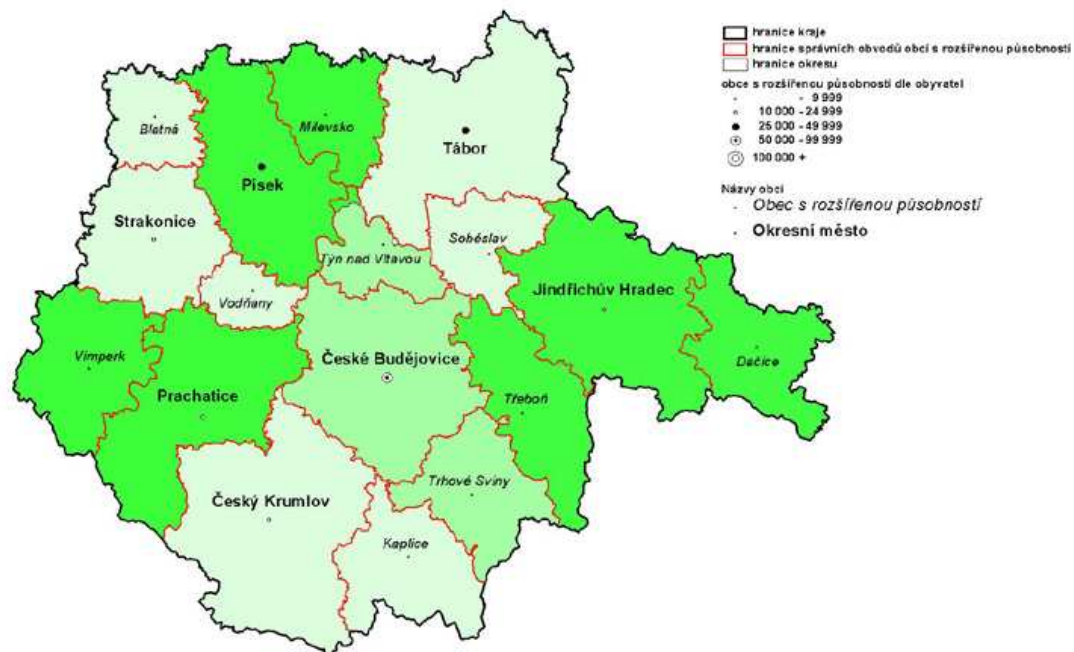 hranice kraje
hranice správních obvodů obcí s rozšířenou působností
hranice okresu
obce s rozšířenou působností dle obyvatel
- 9 999
10 000 - 24 999
25 000 - 49 999
50 000 - 99 999
100 000 +
Názvy obcí
Obec s rozšířenou působností
Okresní město
Blatná
Milevsko
Tábor
Písek
Strakonice
Soběslav
Týn nad Vltavou
Vodňany
Jindřichův Hradec
Vimperk
České Budějovice
Dačice
Prachatice
Třeboň
Trhové Sviny
Český Krumlov
Kaplice